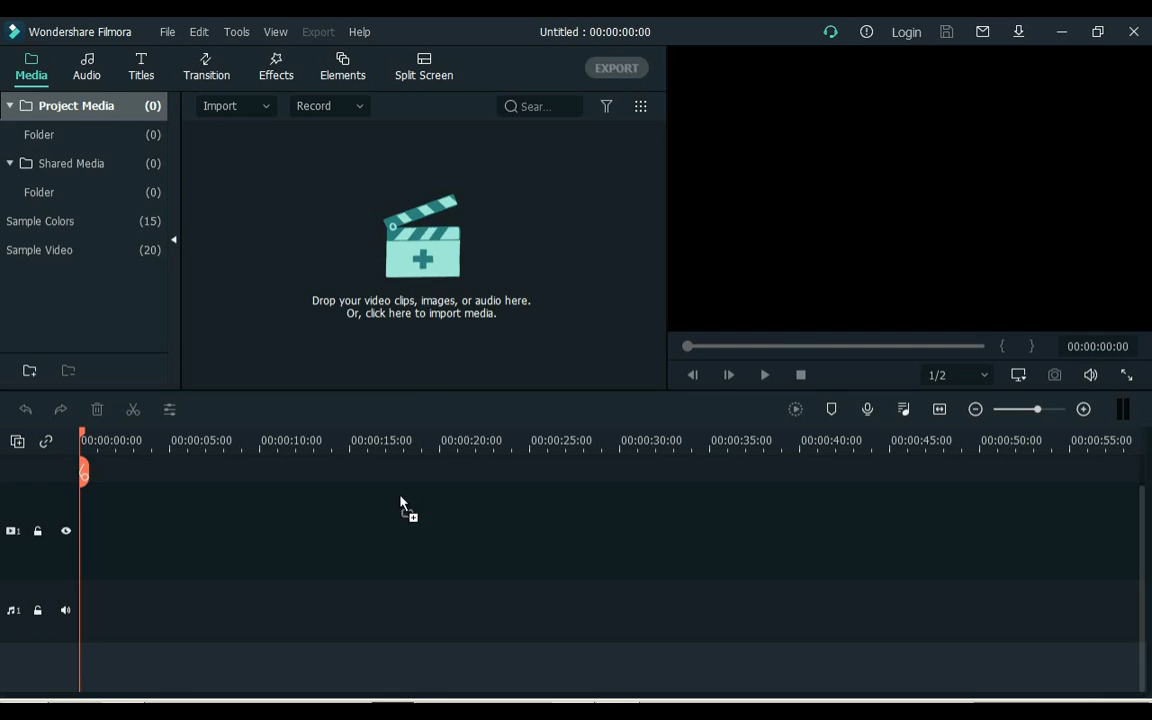 Wondershare Filmora File Edit Tools View Export Help Untitled : 00:00:00:00 Login
Media Audio Titles Transition Effects Elements Split Screen EXPORT
Project Media (0)
Folder (0)
Shared Media (0)
Folder (0)
Sample Colors (15)
Sample Video (20)
Import Record Sear...
Drop your video clips, images, or audio here.
Or, click here to import media.
{ } 00:00:00:00
1/2
00:00:00:00 00:00:05:00 00:00:10:00 00:00:15:00 00:00:20:00 00:00:25:00 00:00:30:00 00:00:35:00 00:00:40:00 00:00:45:00 00:00:50:00 00:00:55:00
1
1